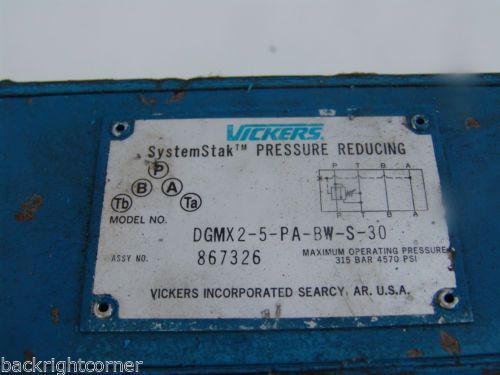 VICKERS.
SystemStak™ PRESSURE REDUCING
P
B A
Tb Ta
P T B A
P T B A
MODEL NO. DGMX2-5-PA-BW-S-30
ASSY NO. 867326
MAXIMUM OPERATING PRESSURE
315 BAR 4570 PSI
VICKERS INCORPORATED SEARCY, AR. U.S.A.
backrightcorner
backrightcorner